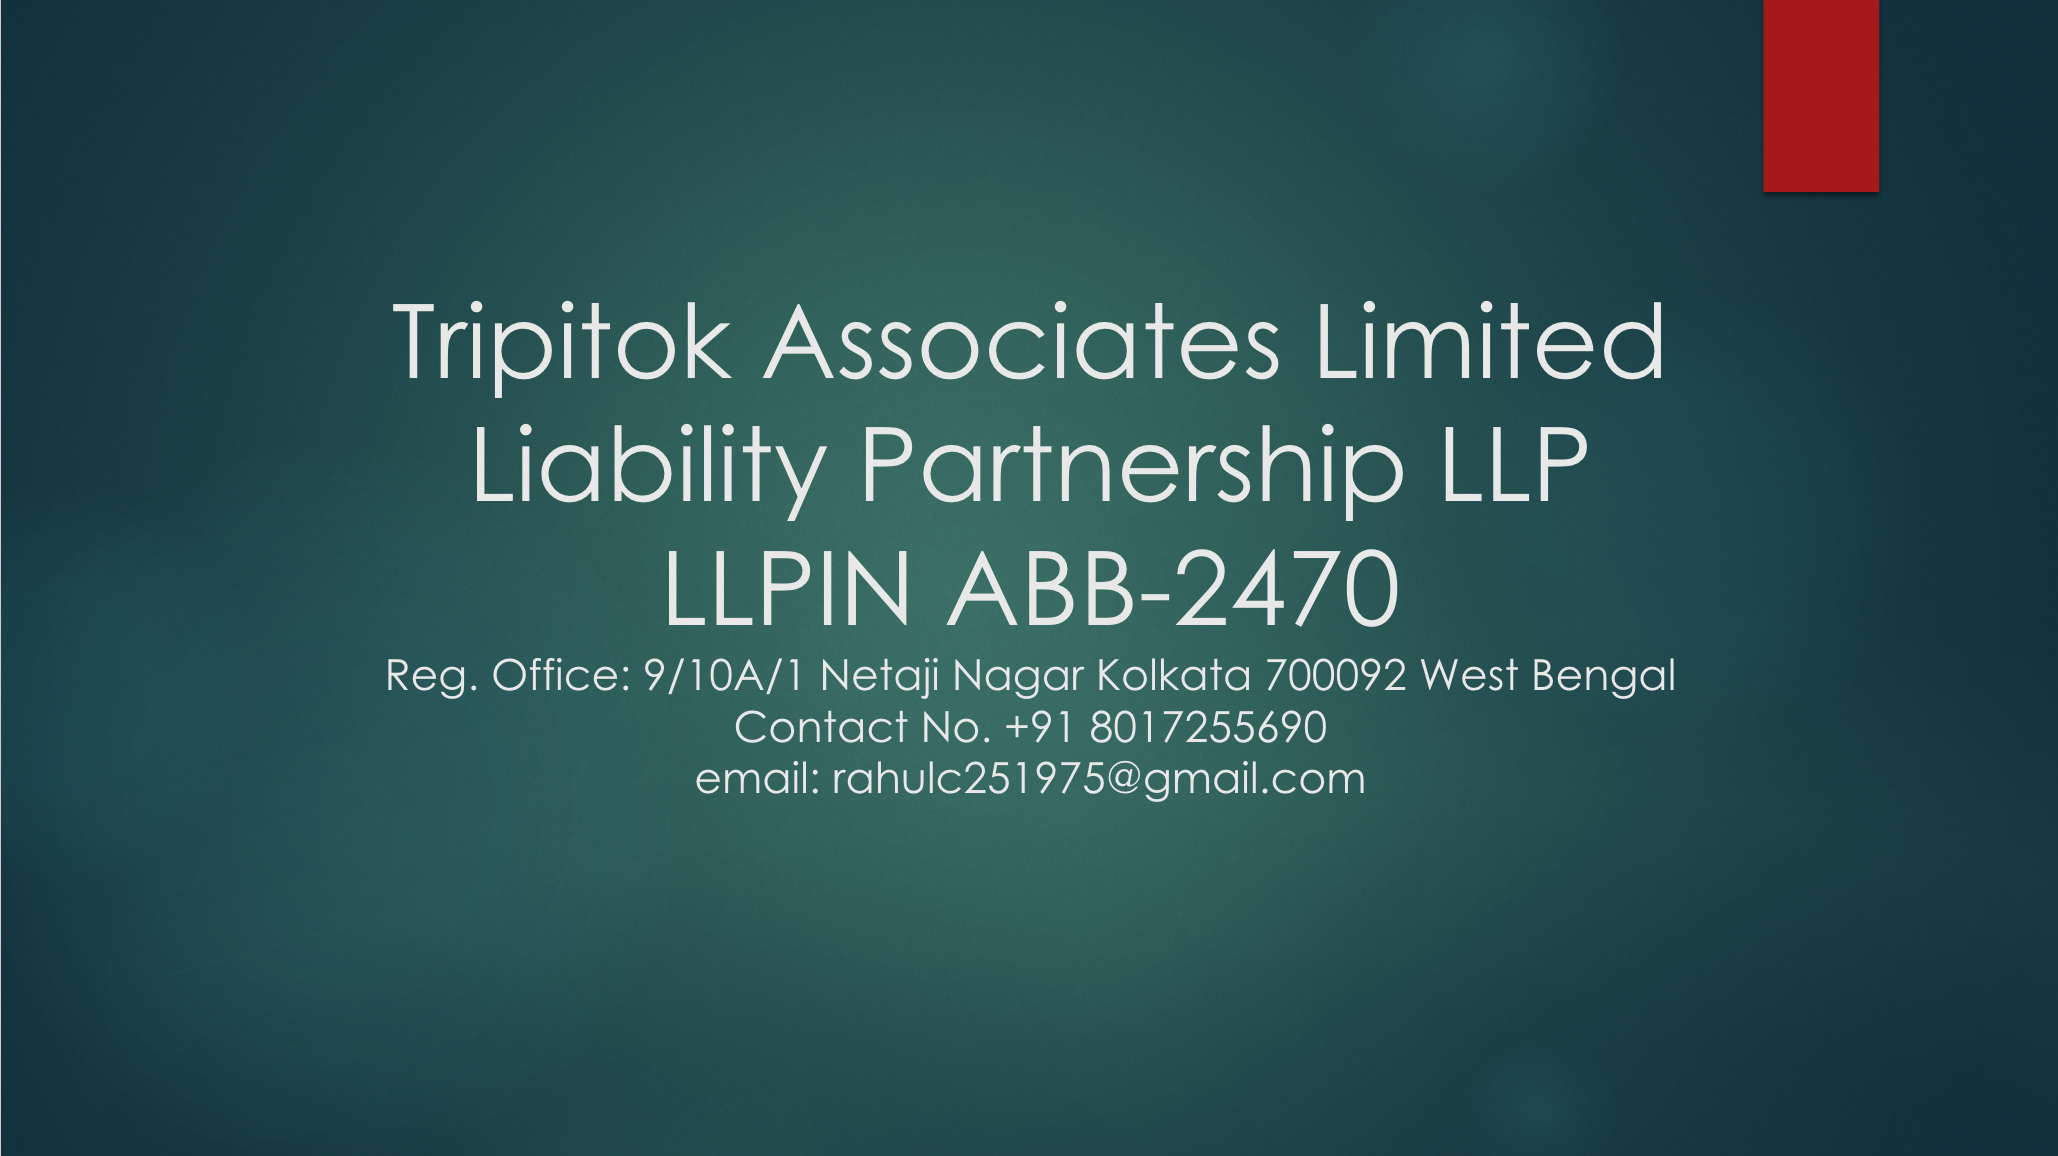 Tripitok Associates Limited
Liability Partnership LLP
LLPIN ABB-2470
Reg. Office: 9/10A/1 Netaji Nagar Kolkata 700092 West Bengal
Contact No. +91 8017255690
email: rahulc251975@gmail.com